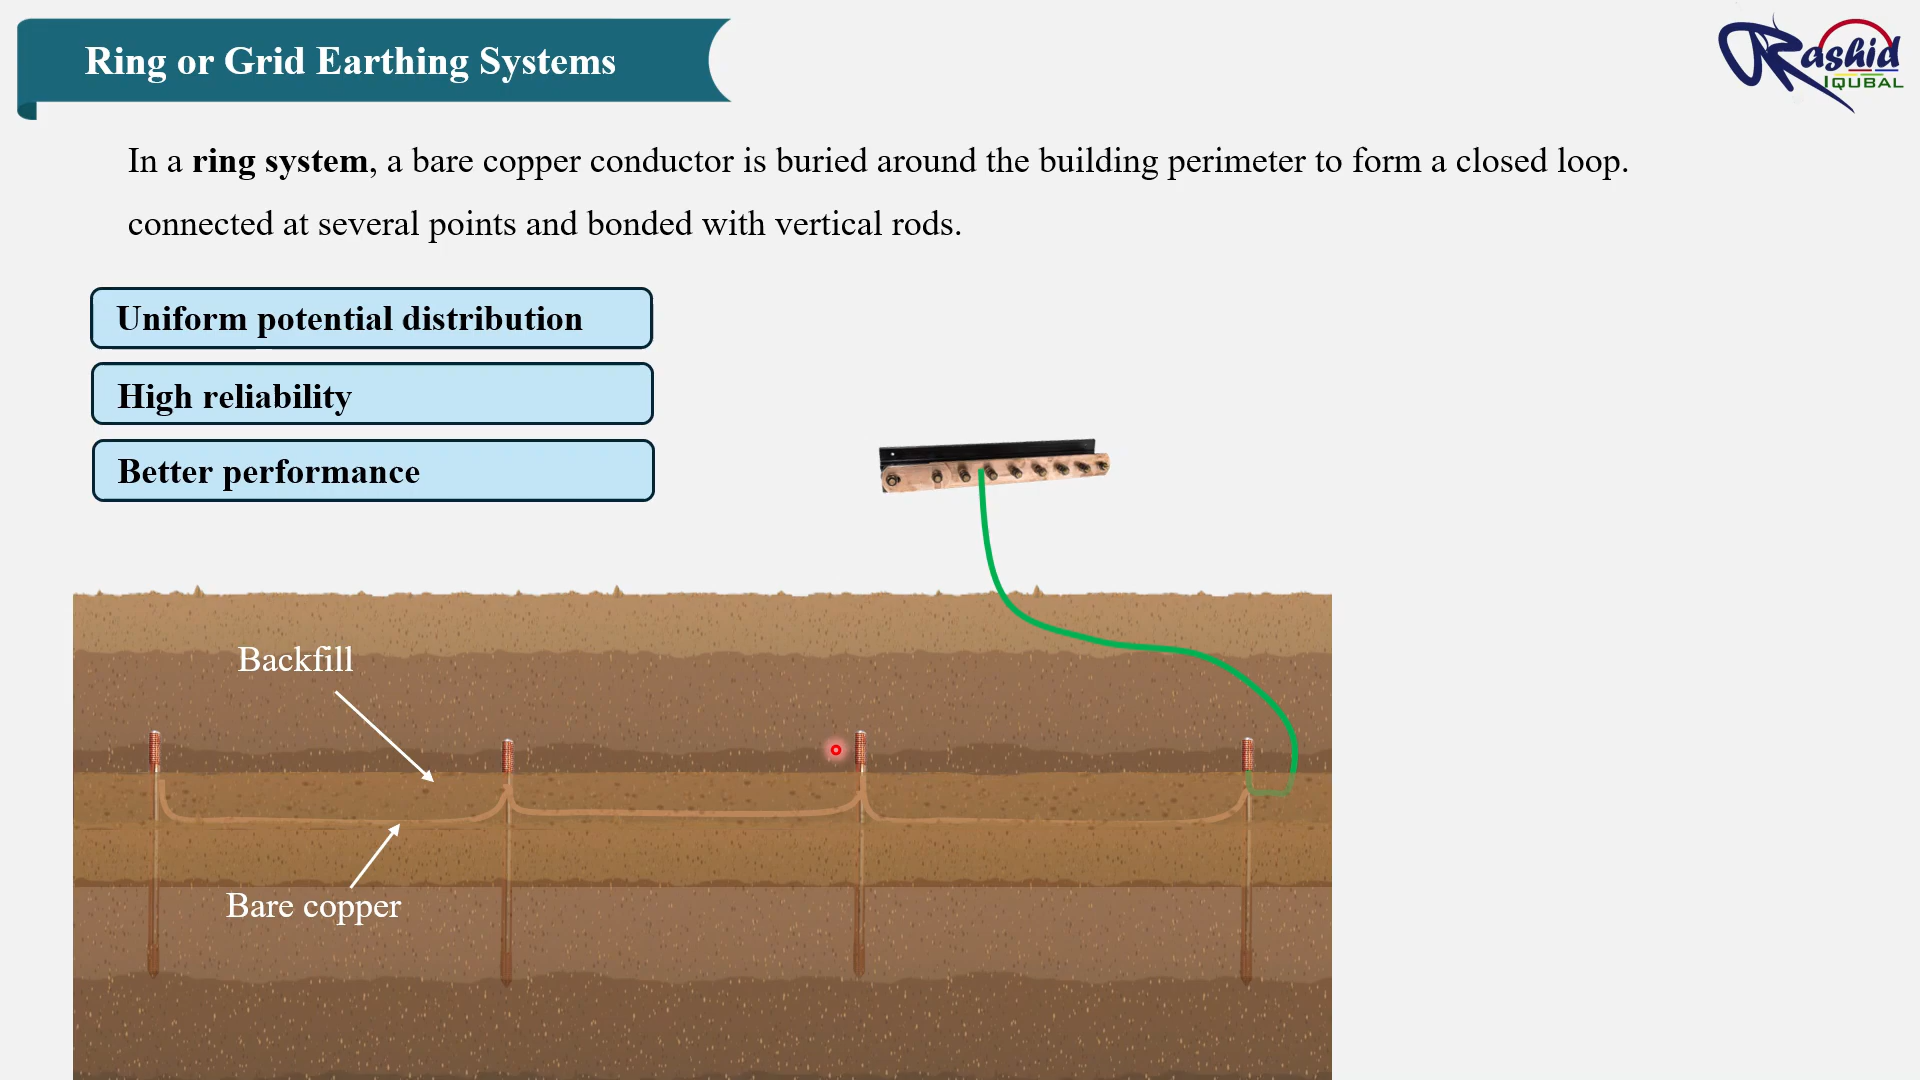 Ring or Grid Earthing Systems
Rashid
IQUBAL
In a ring system, a bare copper conductor is buried around the building perimeter to form a closed loop.
connected at several points and bonded with vertical rods.
Uniform potential distribution
High reliability
Better performance
Backfill
Bare copper